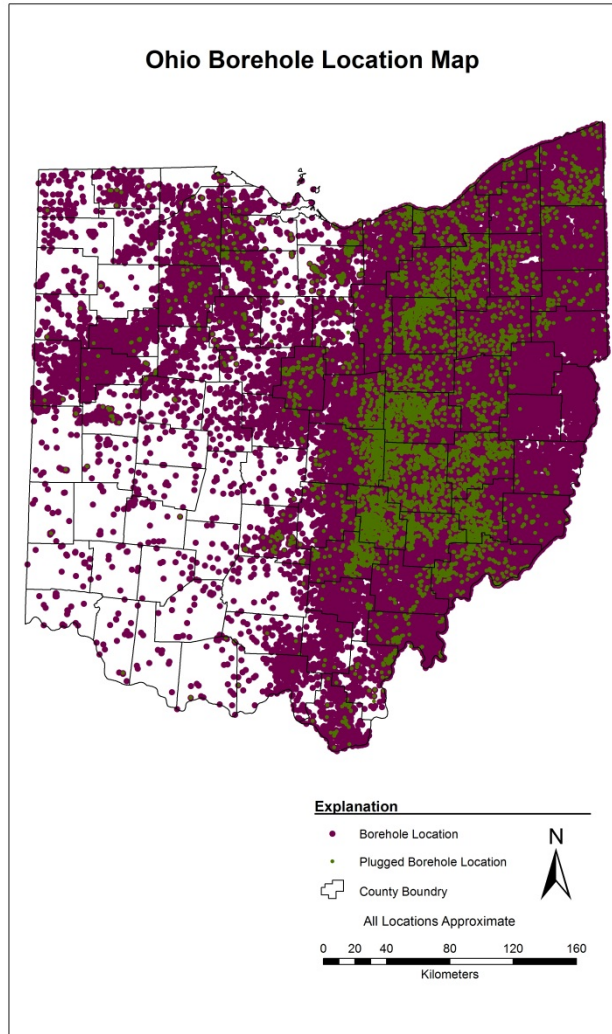 Ohio Borehole Location Map
Explanation
Borehole Location
Plugged Borehole Location
County Boundry
N
All Locations Approximate
0 20 40 80 120 160
Kilometers